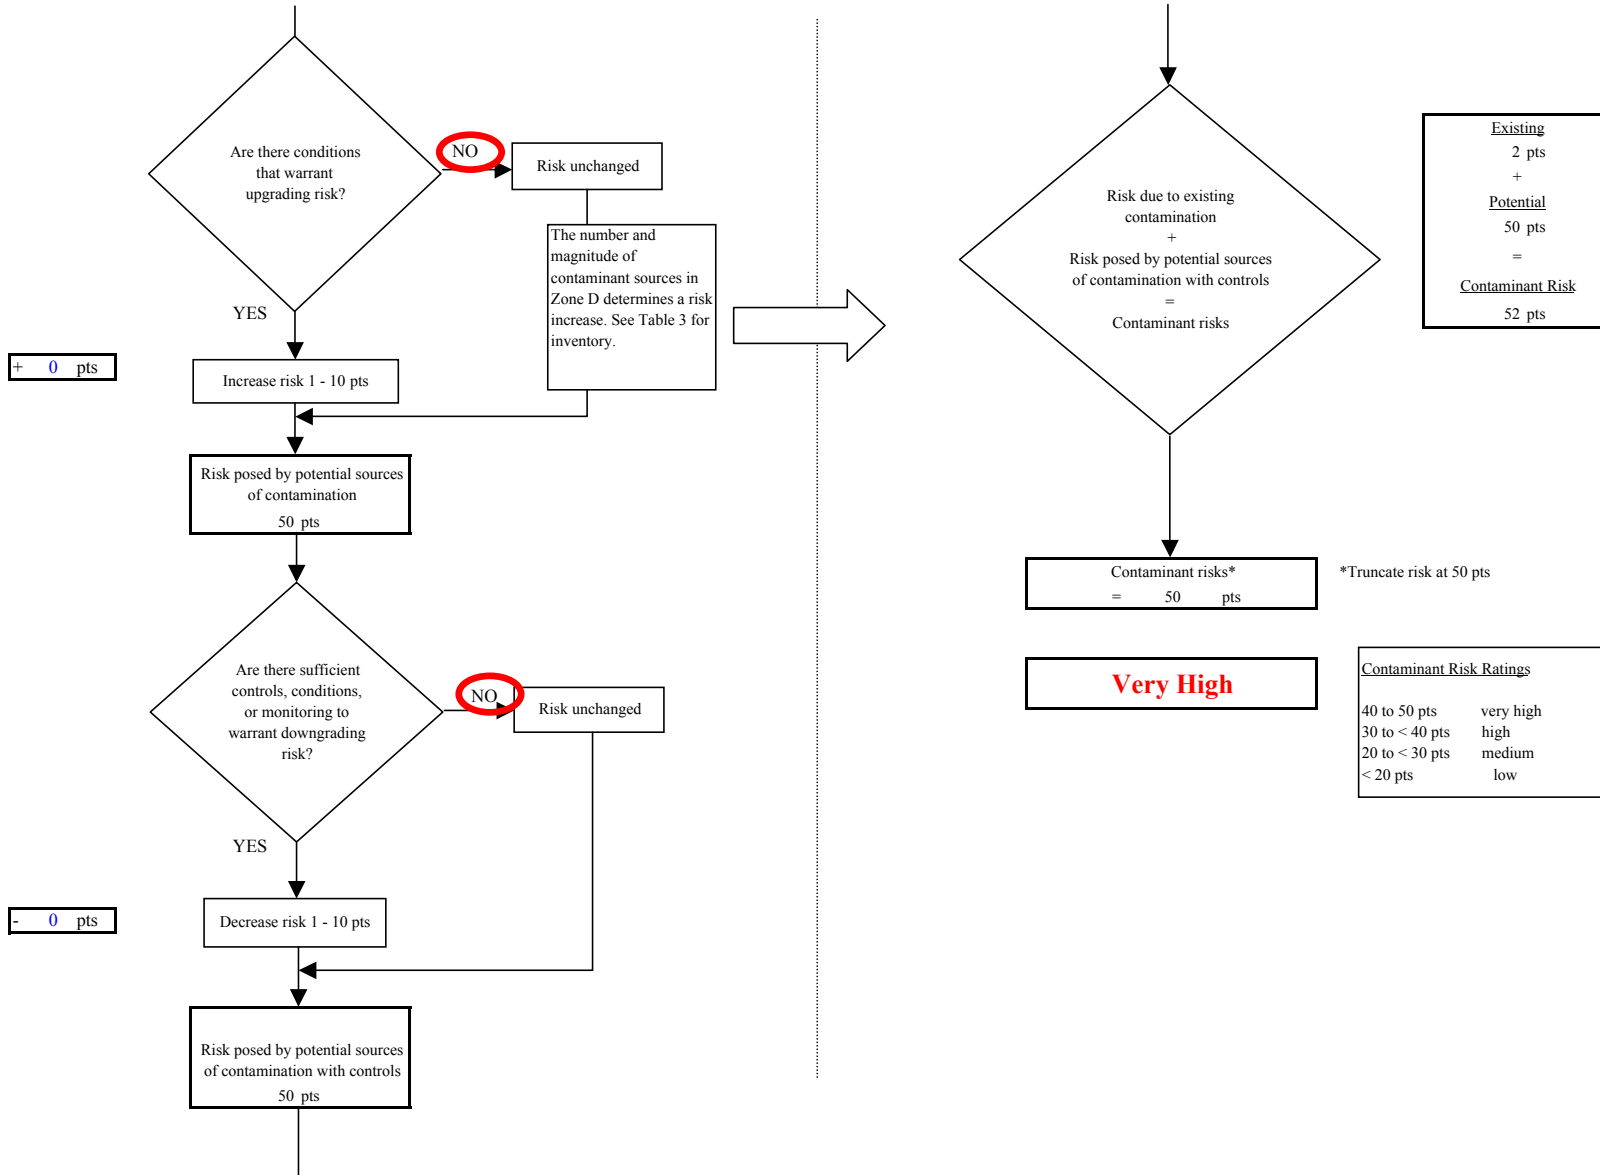 Are there conditions
that warrant
upgrading risk?
NO
Risk unchanged
The number and
magnitude of
contaminant sources in
Zone D determines a risk
increase. See Table 3 for
inventory.
YES
+ 0 pts
Increase risk 1 - 10 pts
Risk posed by potential sources
of contamination
50 pts
Are there sufficient
controls, conditions,
or monitoring to
warrant downgrading
risk?
NO
Risk unchanged
YES
- 0 pts
Decrease risk 1 - 10 pts
Risk posed by potential sources
of contamination with controls
50 pts
Risk due to existing
contamination
+
Risk posed by potential sources
of contamination with controls
=
Contaminant risks
Existing
2 pts
+
Potential
50 pts
=
Contaminant Risk
52 pts
Contaminant risks*
= 50 pts
*Truncate risk at 50 pts
Very High
Contaminant Risk Ratings
40 to 50 pts very high
30 to < 40 pts high
20 to < 30 pts medium
< 20 pts low